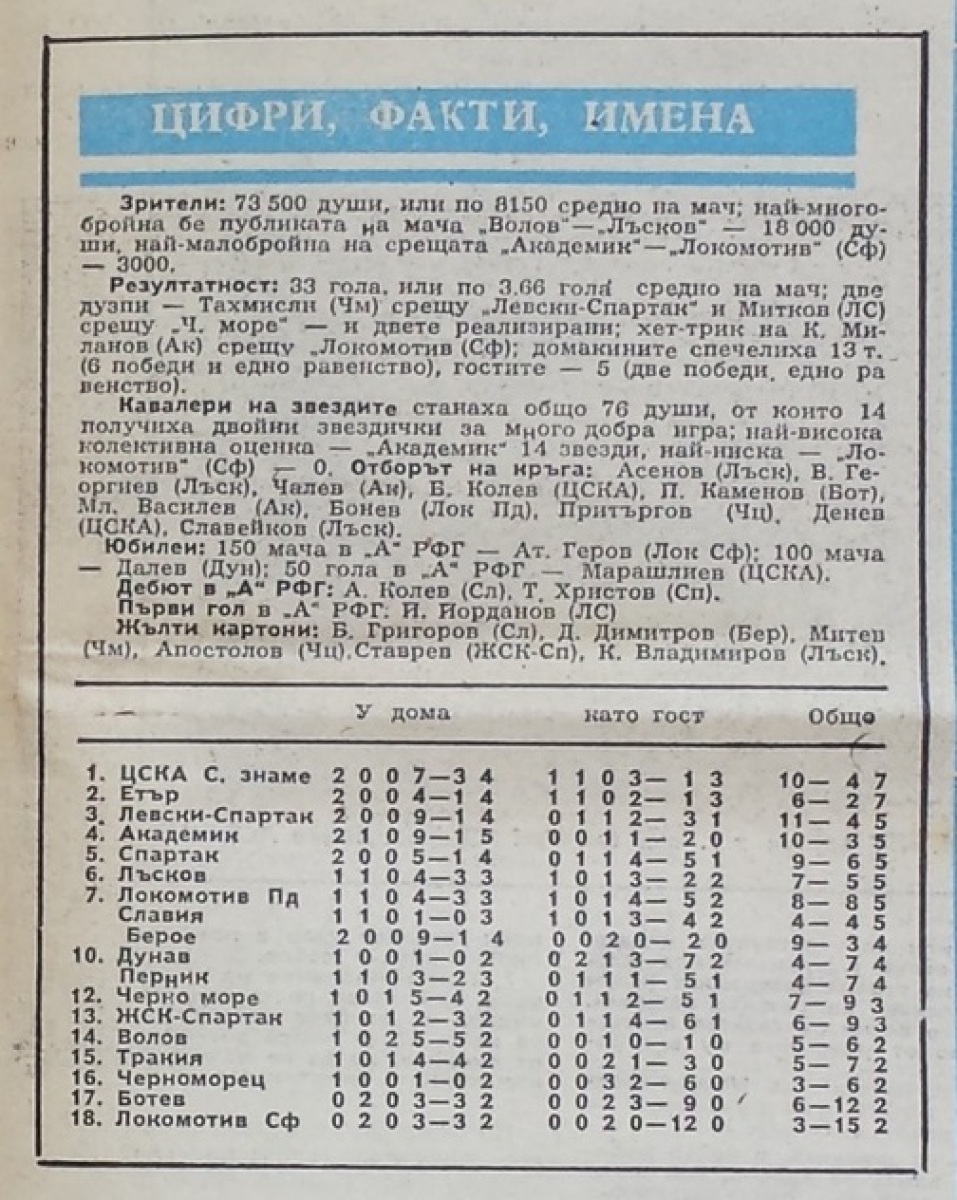 ЦИФРИ, ФАКТИ, ИМЕНА
Зрители: 73 500 души, или по 8150 средно на мач; най-много-
бройна бе публиката на мача „Волов“—„Лъсков“ — 18 000 ду-
ши, най-малобройна на срещата „Академик“—„Локомотив“ (Сф)
— 3000.
Резултатност: 33 гола, или по 3,66 гола средно на мач; две
дузпи — Тахмисян (Чм) срещу „Левски-Спартак“ и Митков (ЛС)
срещу „Ч. море“ — и двете реализирани; хет-трик на К. Ми-
ланов (Ак) срещу „Локомотив (Сф); домакините спечелиха 13 т.
(6 победи и едно равенство), гостите — 5 (две победи, едно ра
венство).
Кавалери на звездите станаха общо 76 души, от които 14
получиха двойни звездички за много добра игра; най-висока
колективна оценка — „Академик“ 14 звезди, най-ниска — „Ло-
комотив“ (Сф) — 0. Отборът на кръга: Асенов (Лъск), В. Ге-
оргиев (Лъск), Чалев (Ак), Б. Колев (ЦСКА), П. Каменов (Бот),
Мл. Василев (Ак), Бонев (Лок Пд), Притъргов (Чц), Денев
(ЦСКА), Славейков (Лъск).
Юбилеи: 150 мача в „А“ РФГ — Ат. Геров (Лок Сф); 100 мача
— Далев (Дун); 50 гола в „А“ РФГ — Марашлиев (ЦСКА).
Дебют в „А“ РФГ: А. Колев (Сл), Т. Христов (Сп).
Първи гол в „А“ РФГ: Й. Йорданов (ЛС)
Жълти картони: Б. Григоров (Сл), Д. Димитров (Бер), Митев
(Чм), Апостолов (Чц), Ставрев (ЖСК-Сп), К. Владимиров (Лъск).
— У дома като гост Общо
1. ЦСКА С. знаме 2 0 0 7—3 4 1 1 0 3— 1 3 10— 4 7
2. Етър 2 0 0 4—1 4 1 1 0 2— 1 3 6— 2 7
3. Левски-Спартак 2 0 0 9—1 4 0 1 1 2— 3 1 11— 4 5
4. Академик 2 1 0 9—1 5 0 0 1 1— 2 0 10— 3 5
5. Спартак 2 0 0 5—1 4 0 1 1 4— 5 1 9— 6 5
6. Лъсков 1 1 0 4—3 3 1 0 1 3— 2 2 7— 5 5
7. Локомотив Пд 1 1 0 4—3 3 1 0 1 4— 5 2 8— 8 5
Славия 1 1 0 1—0 3 1 0 1 3— 4 2 4— 4 5
Берое 2 0 0 9—1 4 0 0 2 0— 2 0 9— 3 4
10. Дунав 1 0 0 1—0 2 0 2 1 3— 7 2 4— 7 4
Перник 1 1 0 3—2 3 0 1 1 1— 5 1 4— 7 4
12. Черно море 1 0 1 5—4 2 0 1 1 2— 5 1 7— 9 3
13. ЖСК-Спартак 1 0 1 2—3 2 0 1 1 4— 6 1 6— 9 3
14. Волов 1 0 2 5—5 2 0 0 1 0— 1 0 5— 6 2
15. Тракия 1 0 1 4—4 2 0 0 2 1— 3 0 5— 7 2
16. Черноморец 1 0 0 1—0 2 0 0 3 2— 6 0 3— 6 2
17. Ботев 0 2 0 3—3 2 0 0 2 3— 9 0 6—12 2
18. Локомотив Сф 0 2 0 3—3 2 0 0 2 0—12 0 3—15 2